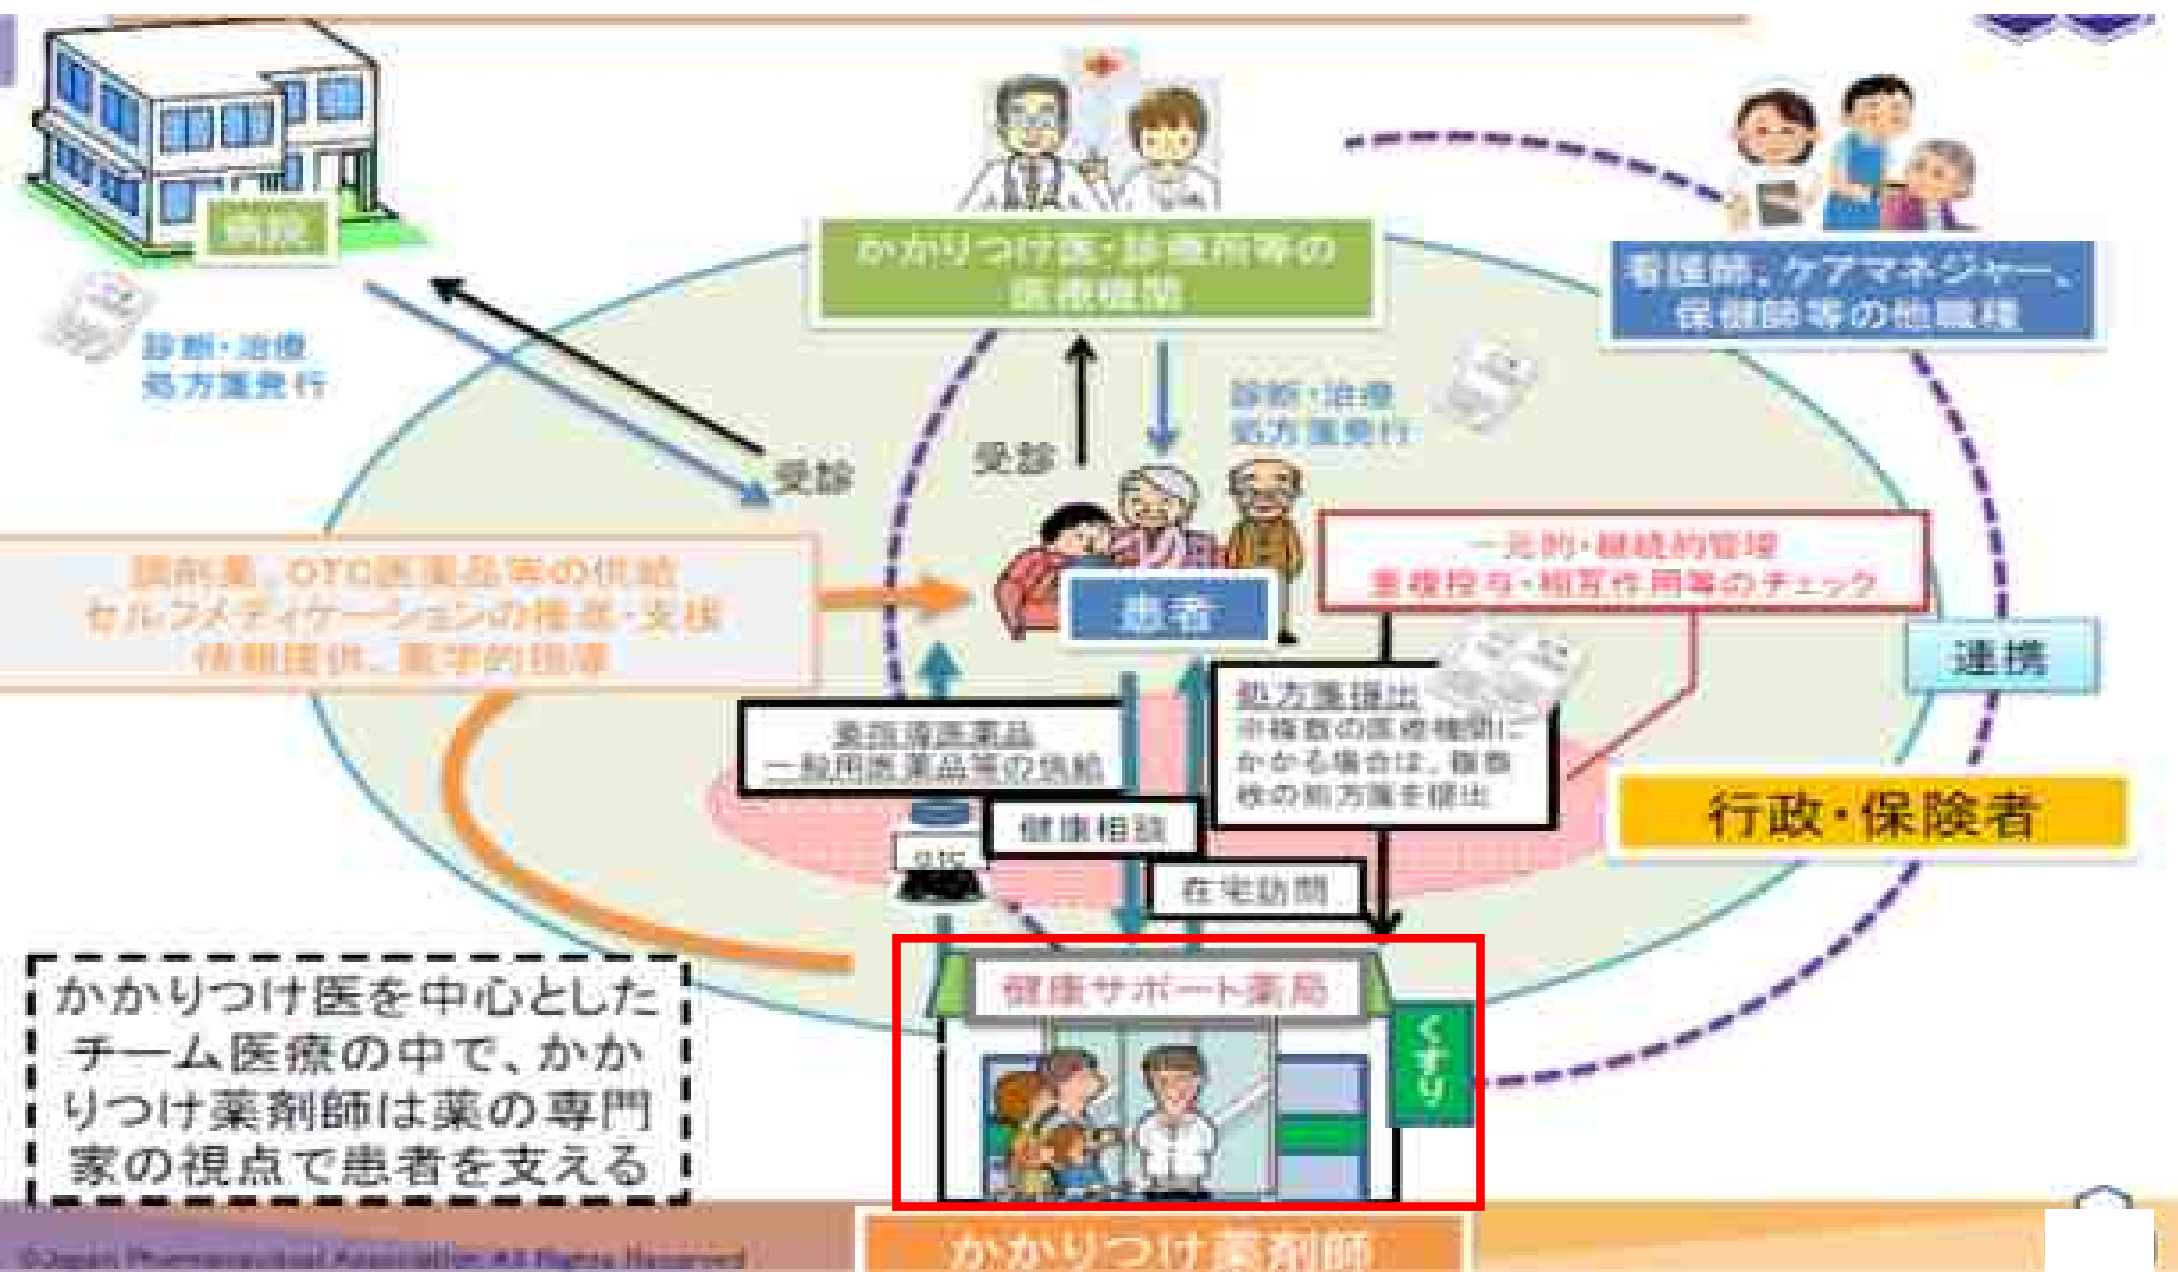 病院
診断・治療
処方箋発行
かかりつけ医・診療所等の
医療機関
看護師、ケアマネジャー、
保健師等の他職種
診断・治療
処方箋発行
受診
受診
調剤薬、OTC医薬品等の供給
セルフメディケーションの推進・支援
情報提供、薬学的指導
患者
一元的・継続的管理
重複投与・相互作用等のチェック
連携
要指導医薬品
一般用医薬品等の供給
処方箋提出
※複数の医療機関に
かかる場合は、複数
枚の処方箋を提出
健康相談
OTC
在宅訪問
行政・保険者
かかりつけ医を中心とした
チーム医療の中で、かか
りつけ薬剤師は薬の専門
家の視点で患者を支える
健康サポート薬局
くすり
かかりつけ薬剤師
©Japan Pharmaceutical Association All Rights Reserved